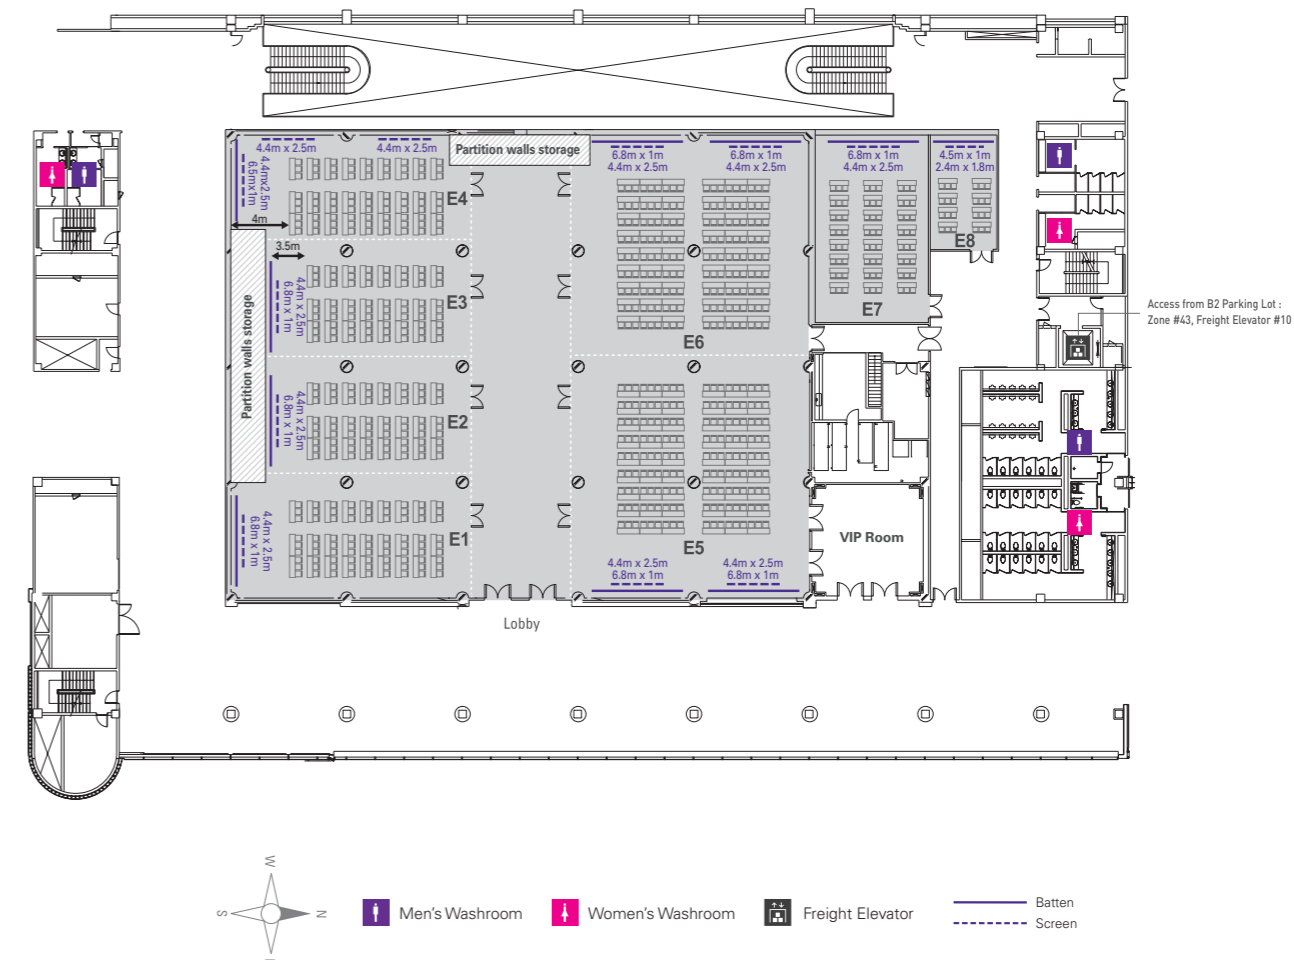 4.4m x 2.5m
4.4m x 2.5m
Partition walls storage
6.8m x 1m
4.4m x 2.5m
6.8m x 1m
4.4m x 2.5m
6.8m x 1m
4.4m x 2.5m
4.5m x 1m
2.4m x 1.8m
4.4mx2.5m
6.5mx1m
E4
4m
3.5m
E8
4.4m x 2.5m
6.8m x 1m
E3
E7
Access from B2 Parking Lot :
Zone #43, Freight Elevator #10
E6
Partition walls storage
4.4m x 2.5m
6.8m x 1m
E2
4.4m x 2.5m
6.8m x 1m
E1
E5
VIP Room
4.4m x 2.5m
6.8m x 1m
4.4m x 2.5m
6.8m x 1m
Lobby
W
S
N
Men's Washroom
Women's Washroom
Freight Elevator
Batten
Screen